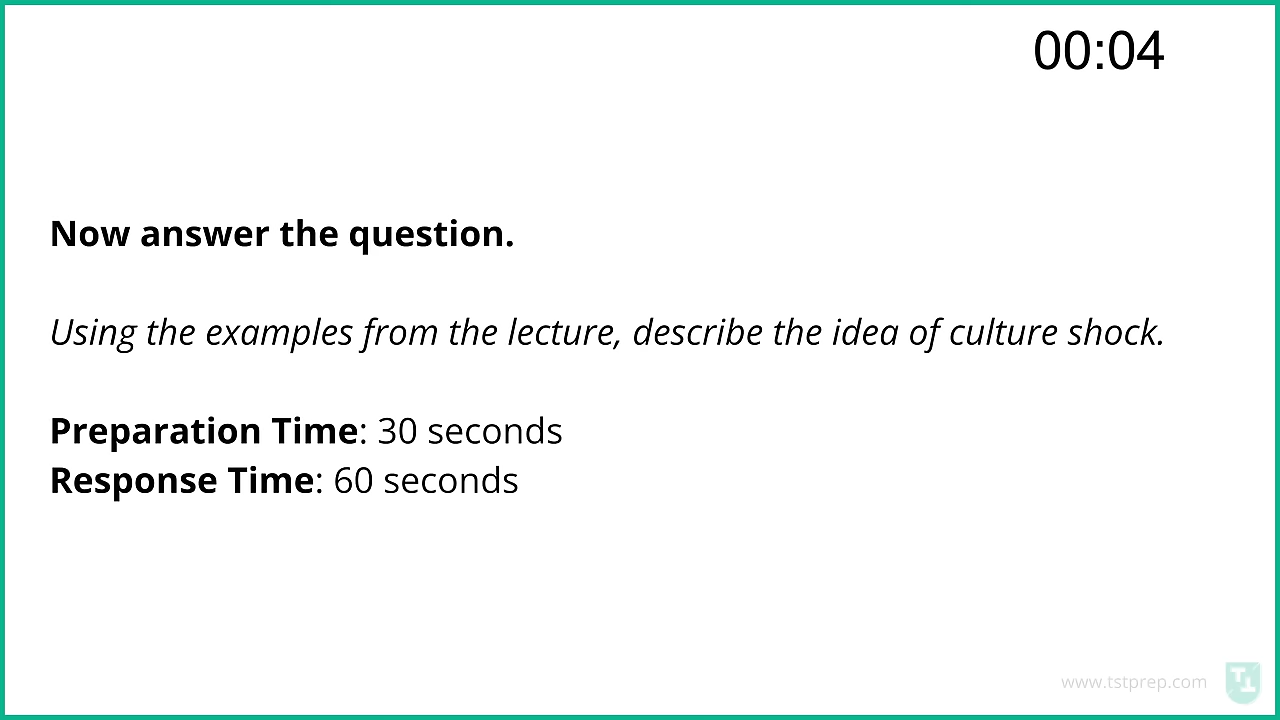 00:04
Now answer the question.
Using the examples from the lecture, describe the idea of culture shock.
Preparation Time: 30 seconds
Response Time: 60 seconds
www.tstprep.com